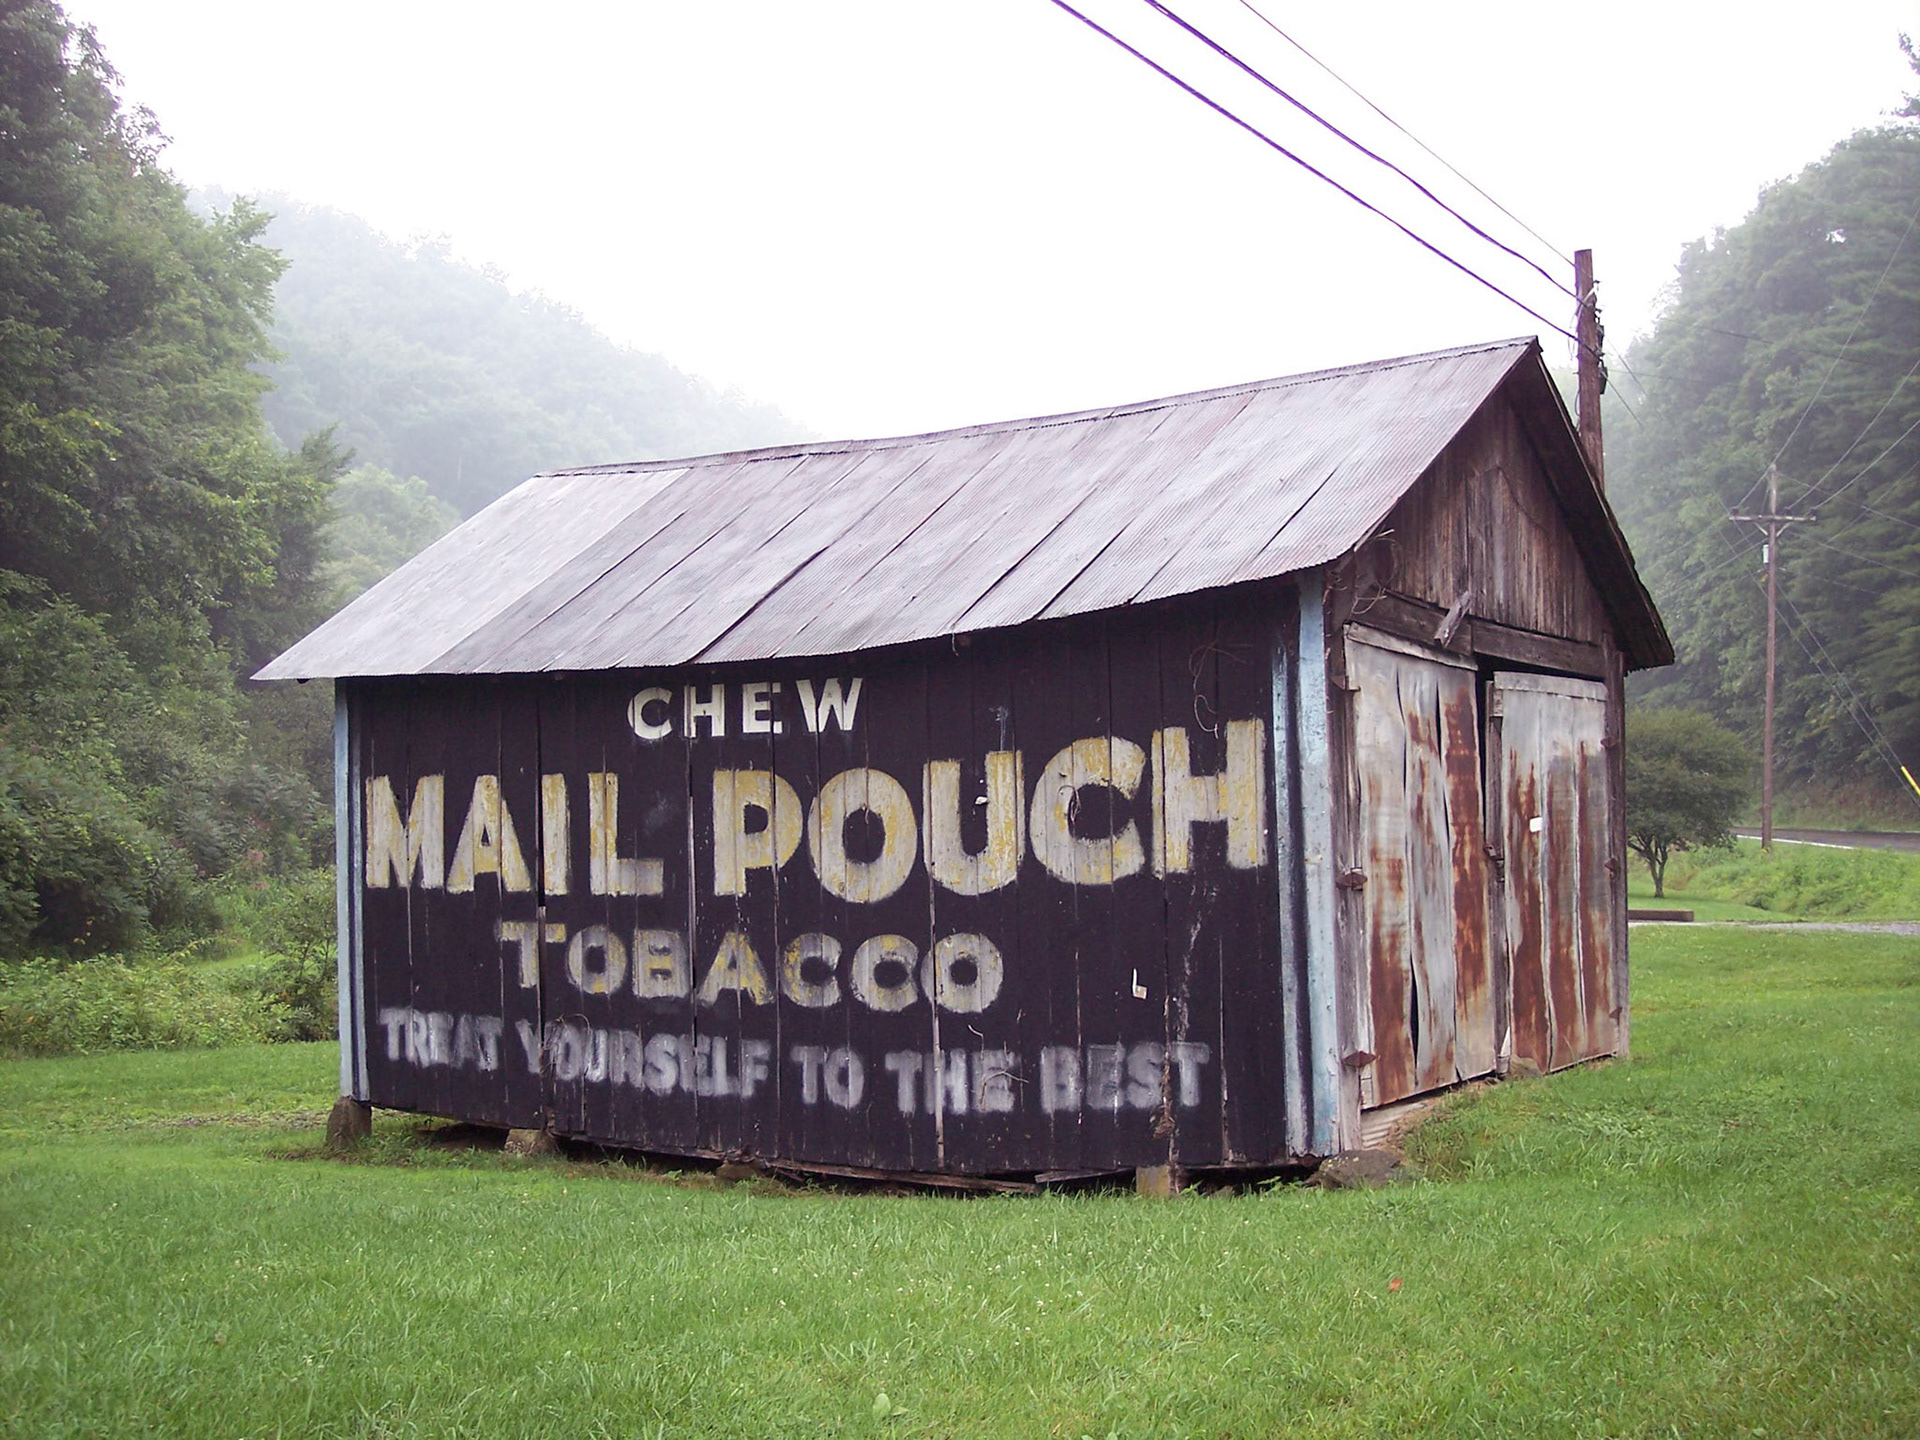 CHEW
MAIL POUCH
TOBACCO
TREAT YOURSELF TO THE BEST